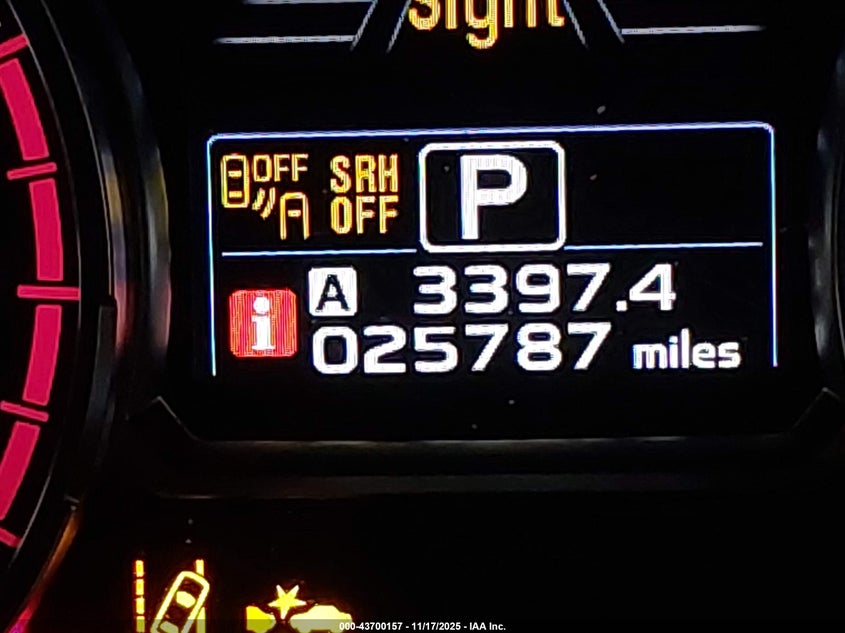 Sight
OFF SRH
OFF
P
A 3397.4
i 025787 miles
000-43700157 - 11/17/2025 - IAA Inc.